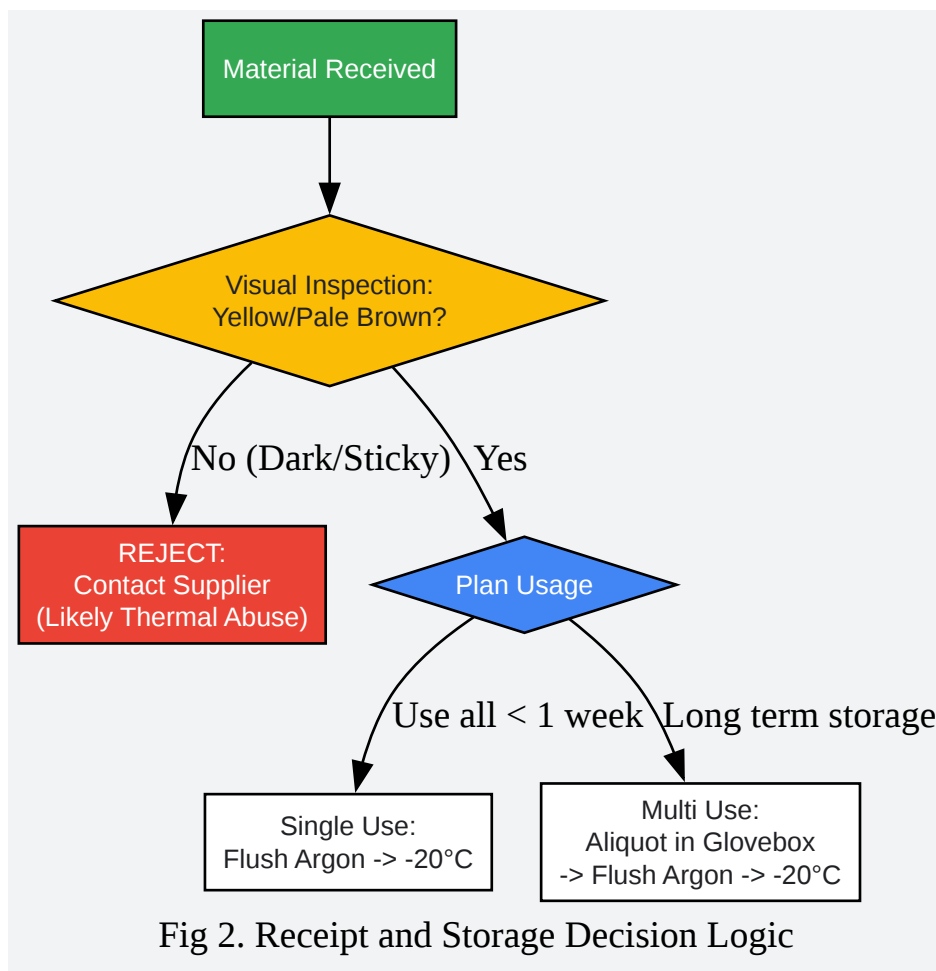 Material Received
Visual Inspection:
Yellow/Pale Brown?
No (Dark/Sticky)
Yes
REJECT:
Contact Supplier
(Likely Thermal Abuse)
Plan Usage
Use all < 1 week
Long term storage
Single Use:
Flush Argon -> -20°C
Multi Use:
Aliquot in Glovebox
-> Flush Argon -> -20°C
Fig 2. Receipt and Storage Decision Logic